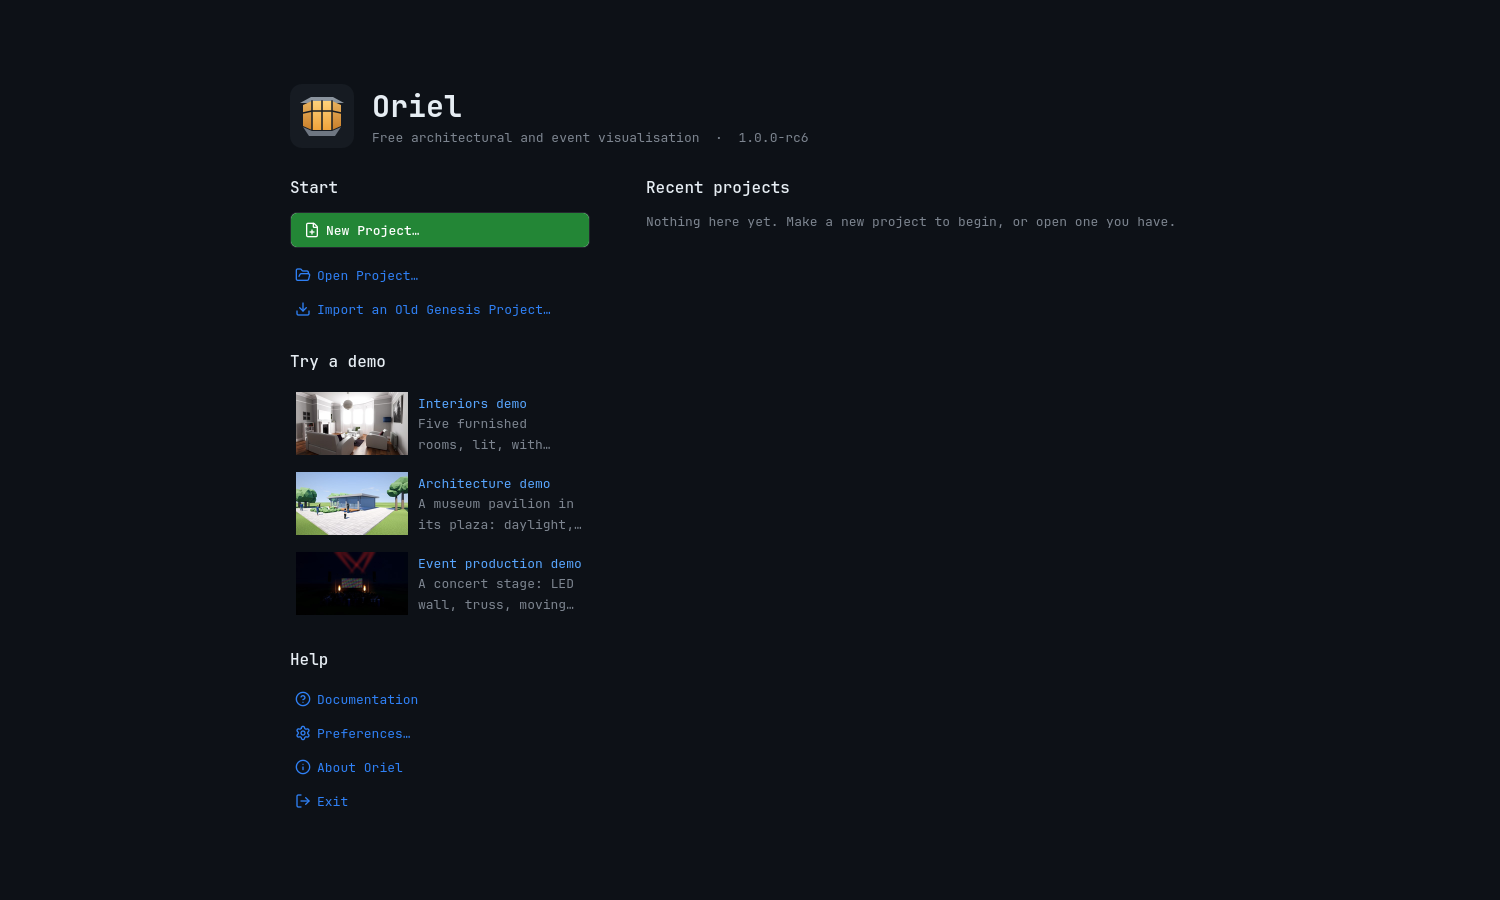 Oriel
Free architectural and event visualisation · 1.0.0-rc6
Start
New Project…
Open Project…
Import an Old Genesis Project…
Try a demo
Interiors demo
Five furnished
rooms, lit, with…
Architecture demo
A museum pavilion in
its plaza: daylight,…
Event production demo
A concert stage: LED
wall, truss, moving…
Help
Documentation
Preferences…
About Oriel
Exit
Recent projects
Nothing here yet. Make a new project to begin, or open one you have.